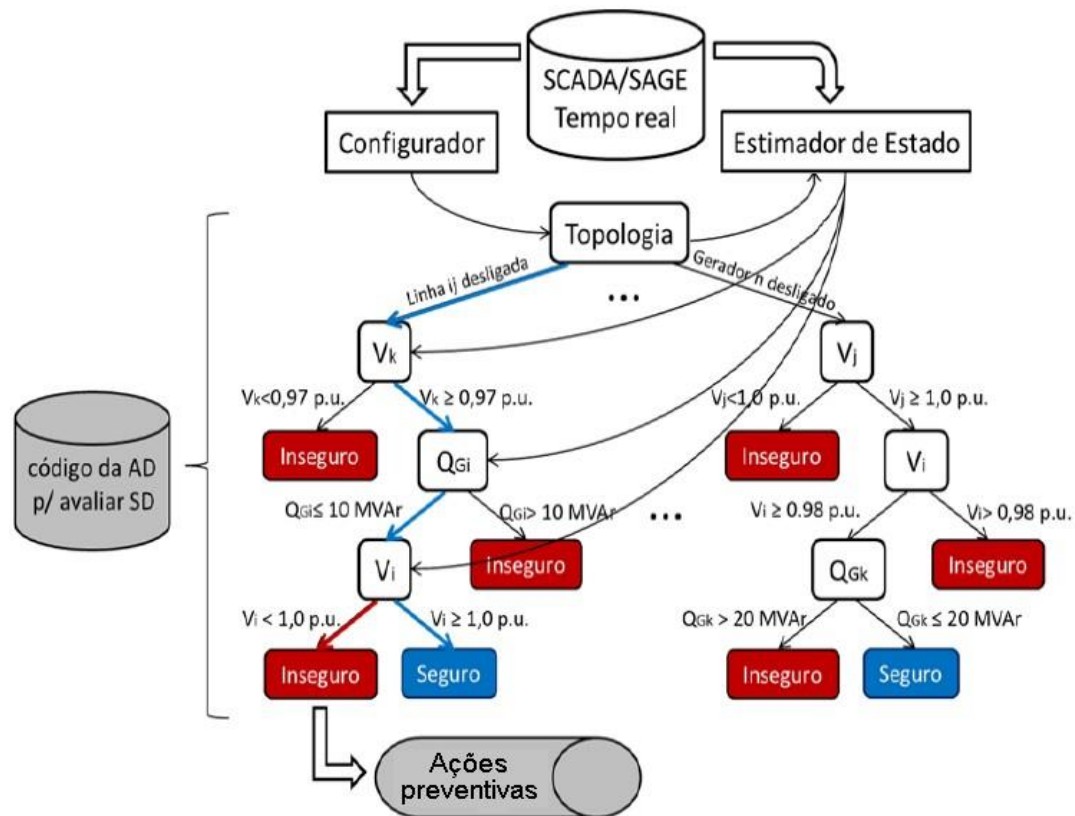 SCADA/SAGE
Tempo real
Configurador
Estimador de Estado
Topologia
Linha ij desligada
...
Gerador n desligado
Vk
Vj
Vk<0,97 p.u.
Vk ≥ 0,97 p.u.
Vj<1,0 p.u.
Vj ≥ 1,0 p.u.
código da AD
p/ avaliar SD
Inseguro
QGi
Inseguro
Vi
QGi≤ 10 MVAr
QGi> 10 MVAr
...
Vi ≥ 0.98 p.u.
Vi> 0,98 p.u.
Vi
inseguro
QGk
Inseguro
Vi < 1,0 p.u.
Vi ≥ 1,0 p.u.
QGk > 20 MVAr
QGk ≤ 20 MVAr
Inseguro
Seguro
Inseguro
Seguro
Ações
preventivas